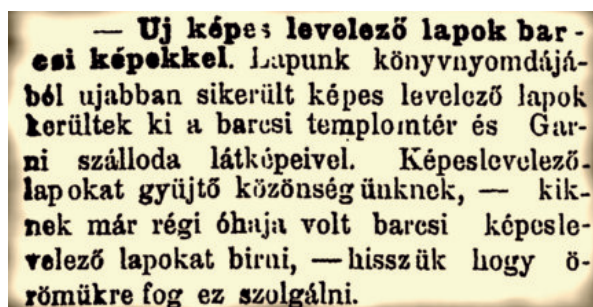 — Uj képes levelező lapok bar-
csi képekkel. Lapunk könyvnyomdájá-
ból ujabban sikerült képes levelező lapok
kerültek ki a barcsi templomtér és Gar-
ni szálloda látképeivel. Képeslevelező-
lapokat gyüjtő közönségünknek, — kik-
nek már régi óhaja volt barcsi képesle-
velező lapokat birni, — hisszük hogy ö-
römükre fog ez szolgálni.